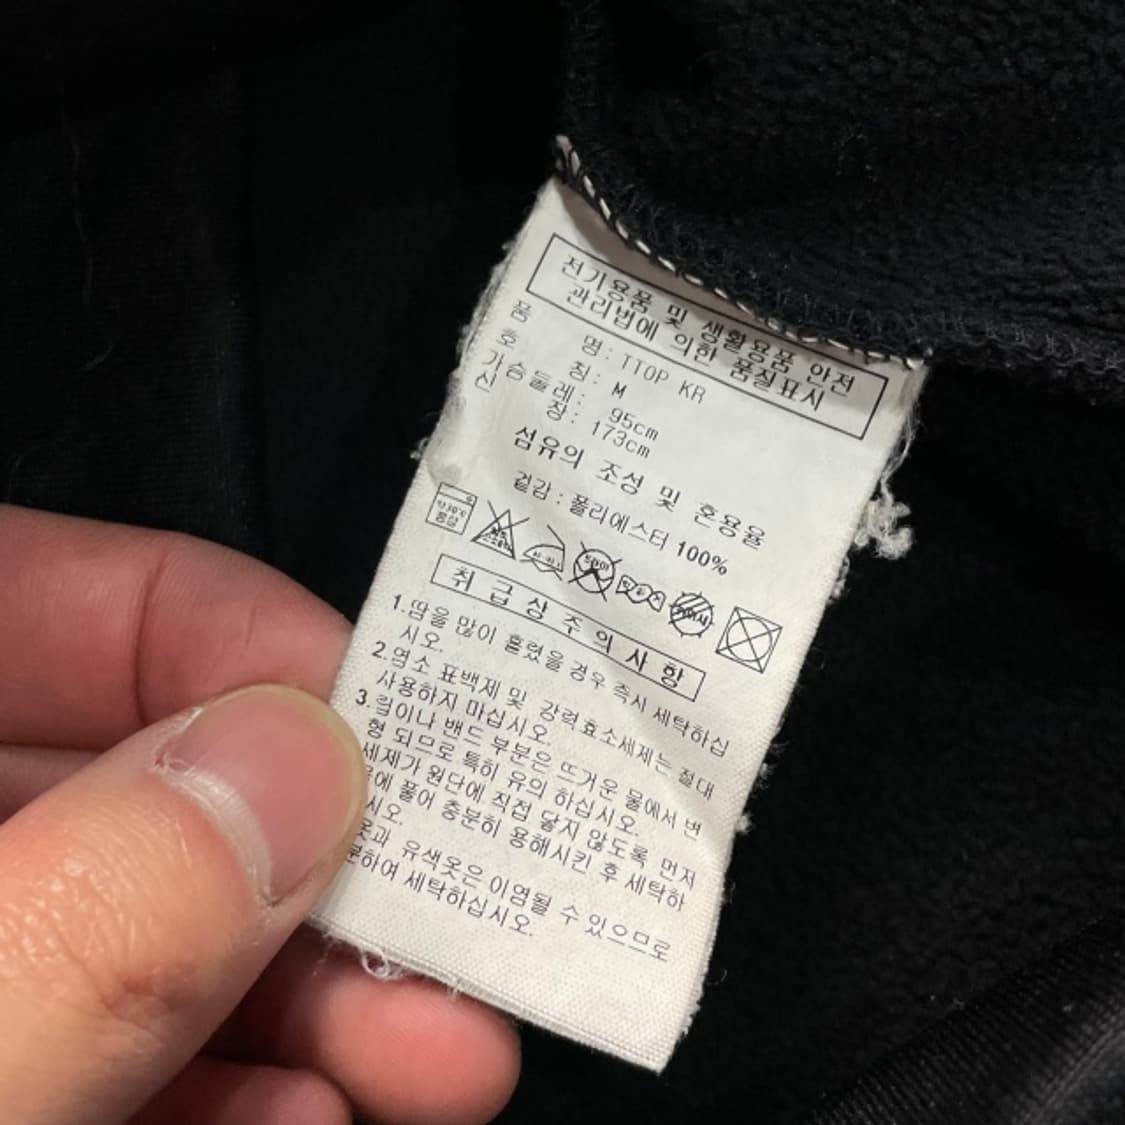 전기용품 및 생활용품 안전
관리법에 의한 품질표시
품 명 : TTOP KR
호 칭 : M
가슴둘레 : 95cm
신 장 : 173cm
섬유의 조성 및 혼용율
겉감 : 폴리에스터 100%
약30℃
중성
취급상주의사항
1.땀을 많이 흘렸을 경우 즉시 세탁하십
시오.
2.염소 표백제 및 강력효소세제는 절대
사용하지 마십시오.
3.립이나 밴드 부분은 뜨거운 물에서 변
형 되므로 특히 유의 하십시오.
세제가 원단에 직접 닿지 않도록 먼저
에 풀어 충분히 용해시킨 후 세탁하
시오.
옷과 유색옷은 이염될 수 있으므로
분하여 세탁하십시오.